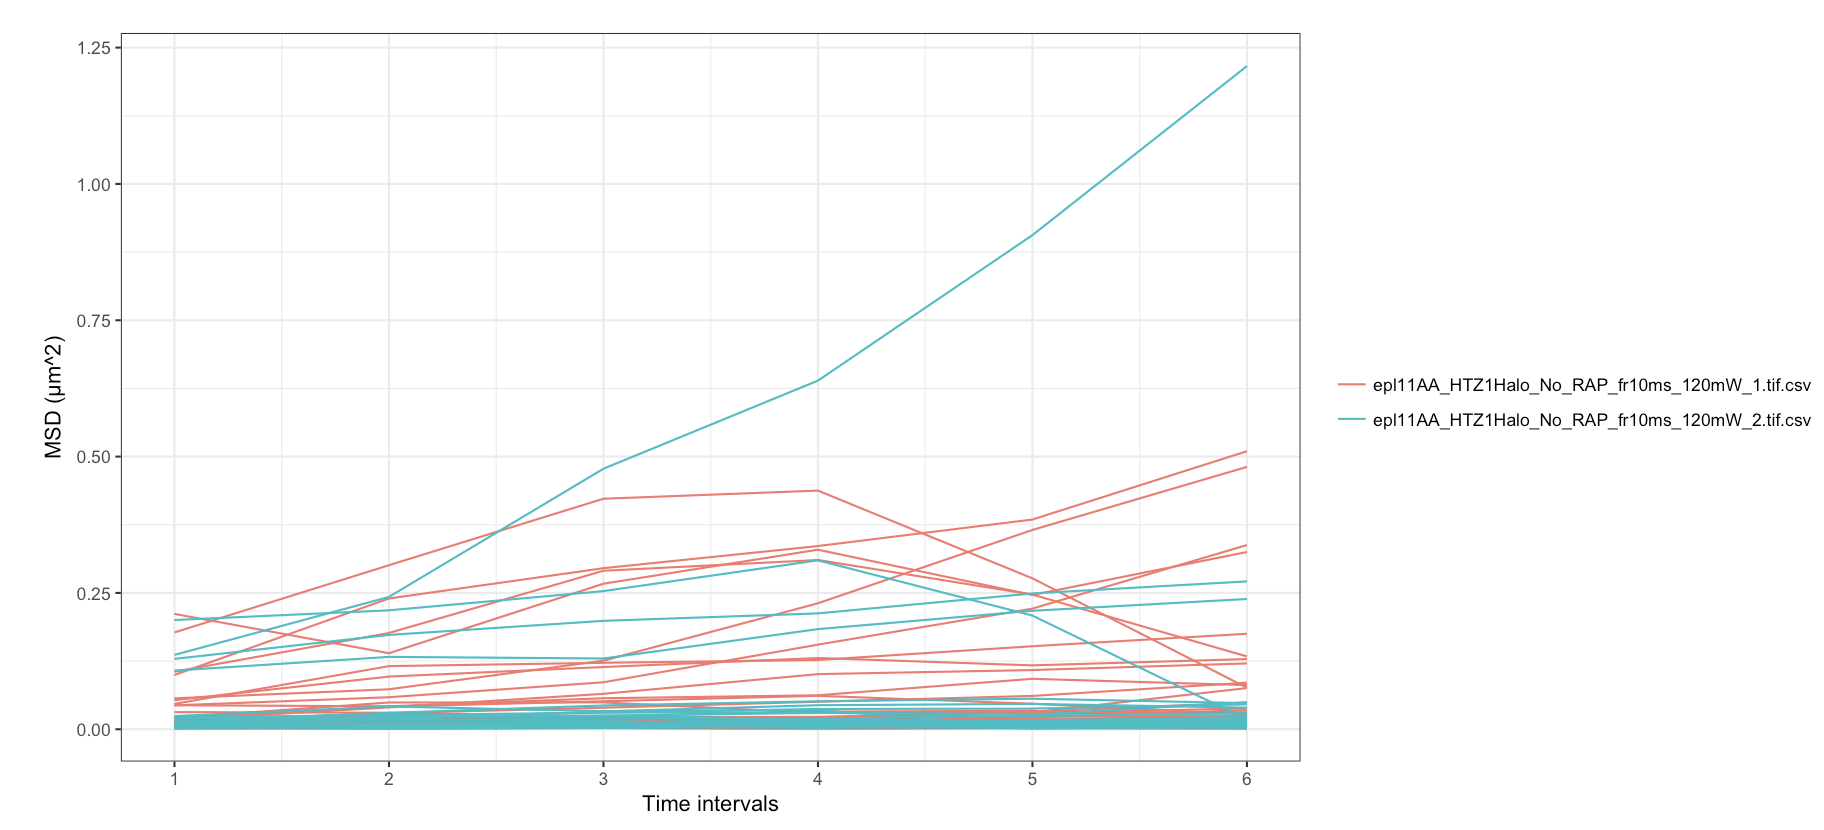 1.25
1.00
0.75
0.50
0.25
0.00
MSD (μm^2)
1 2 3 4 5 6
Time intervals
epl11AA_HTZ1Halo_No_RAP_fr10ms_120mW_1.tif.csv
epl11AA_HTZ1Halo_No_RAP_fr10ms_120mW_2.tif.csv